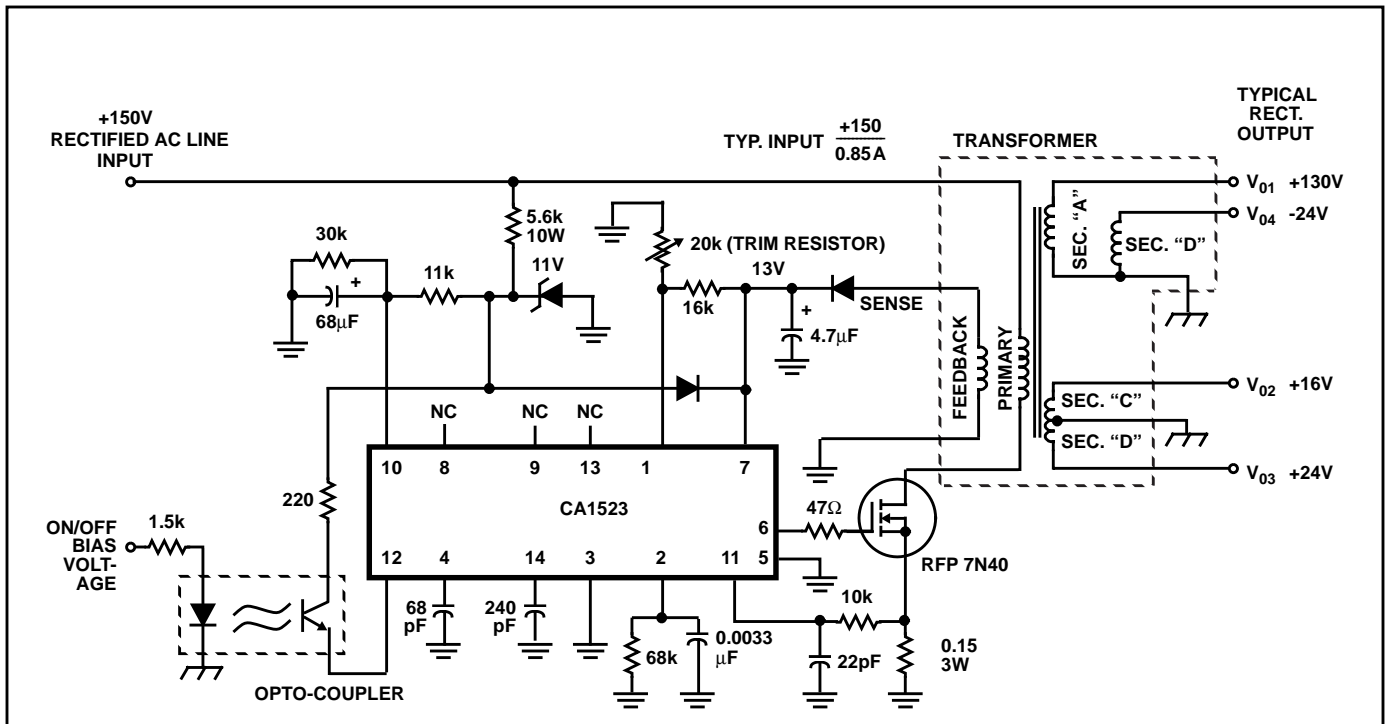 +150V
RECTIFIED AC LINE
INPUT
TYP. INPUT
+150
0.85A
TRANSFORMER
TYPICAL
RECT.
OUTPUT
V01 +130V
V04 -24V
SEC. "A"
SEC. "D"
30k
+
68μF
11k
5.6k
10W
11V
20k (TRIM RESISTOR)
16k
13V
+
4.7μF
SENSE
FEEDBACK
PRIMARY
V02 +16V
SEC. "C"
SEC. "D"
V03 +24V
NC
NC
NC
10
8
9
13
1
7
CA1523
6
5
12
4
14
3
2
11
47Ω
RFP 7N40
220
ON/OFF
BIAS
VOLT-
AGE
1.5k
OPTO-COUPLER
68
pF
240
pF
68k
0.0033
μF
10k
22pF
0.15
3W